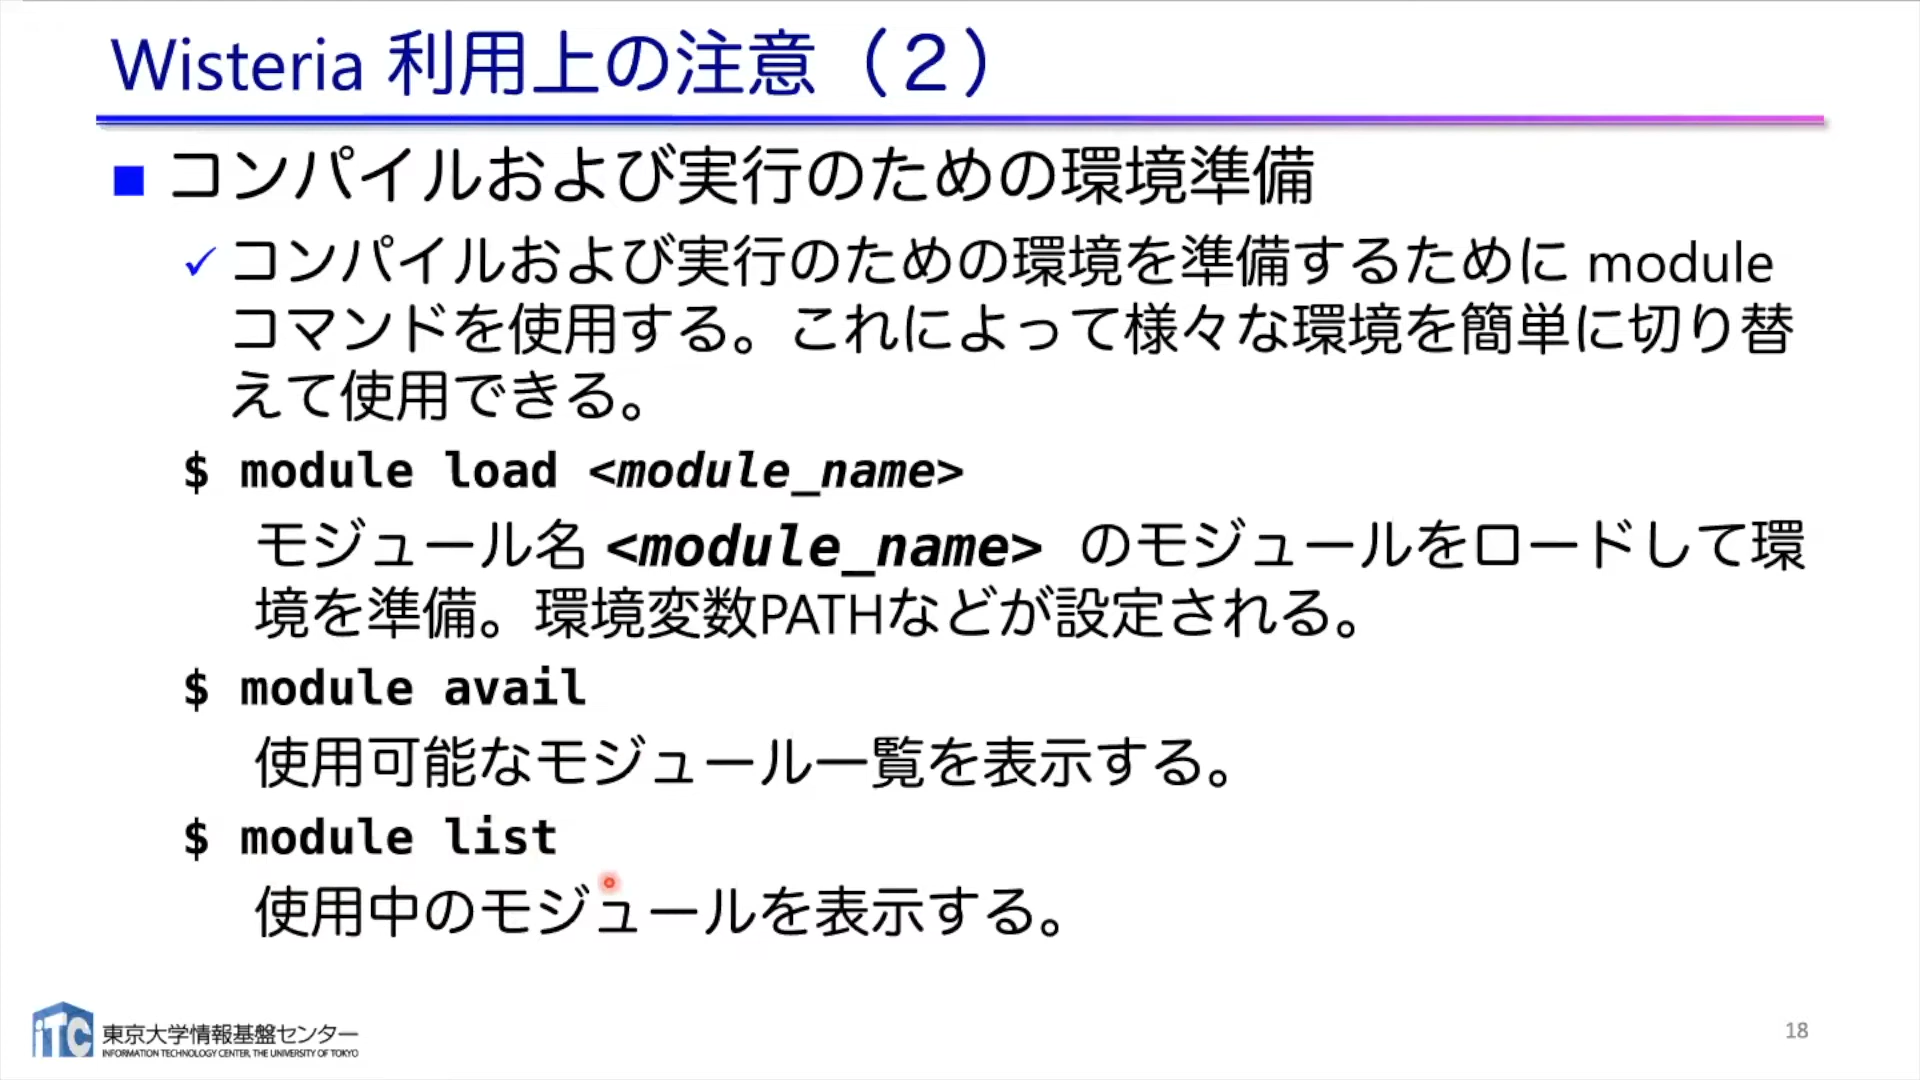 Wisteria 利用上の注意（２）
コンパイルおよび実行のための環境準備
コンパイルおよび実行のための環境を準備するために module
コマンドを使用する。これによって様々な環境を簡単に切り替
えて使用できる。
$ module load <module_name>
モジュール名 <module_name> のモジュールをロードして環
境を準備。環境変数PATHなどが設定される。
$ module avail
使用可能なモジュール一覧を表示する。
$ module list
使用中のモジュールを表示する。
iTC 東京大学情報基盤センター
INFORMATION TECHNOLOGY CENTER, THE UNIVERSITY OF TOKYO
18